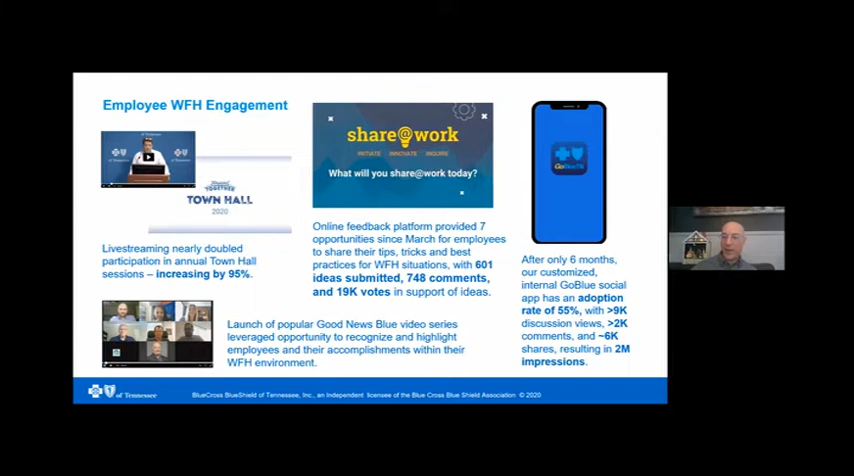 Employee WFH Engagement
of Tennessee
TOGETHER
TOWN HALL
2020
Livestreaming nearly doubled
participation in annual Town Hall
sessions – increasing by 95%.
share@work
INITIATE INNOVATE INQUIRE
What will you share@work today?
Online feedback platform provided 7
opportunities since March for employees
to share their tips, tricks and best
practices for WFH situations, with 601
ideas submitted, 748 comments,
and 19K votes in support of ideas.
Launch of popular Good News Blue video series
leveraged opportunity to recognize and highlight
employees and their accomplishments within their
WFH environment.
GoBlueTN
After only 6 months,
our customized,
internal GoBlue social
app has an adoption
rate of 55%, with >9K
discussion views, >2K
comments, and ~6K
shares, resulting in 2M
impressions.
of Tennessee
BlueCross BlueShield of Tennessee, Inc., an Independent licensee of the Blue Cross Blue Shield Association © 2020